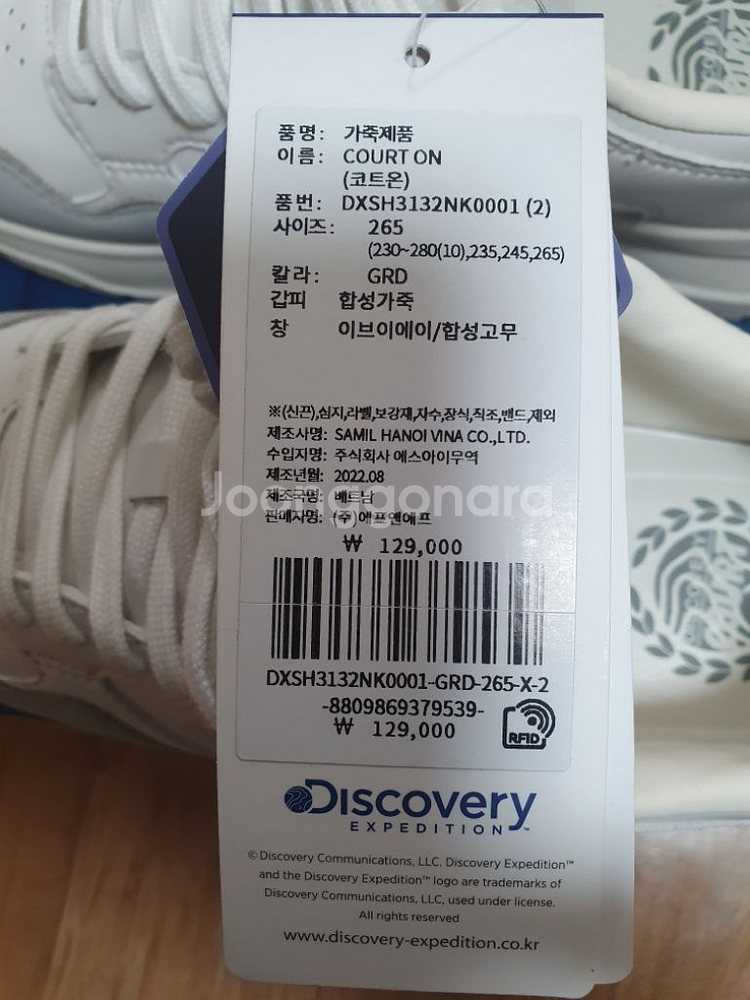 품명: 가죽제품
이름: COURT ON
(코트온)
품번: DXSH3132NK0001 (2)
사이즈: 265
(230~280(10),235,245,265)
칼라: GRD
갑피 합성가죽
창 이브이에이/합성고무
※(신끈),심지,라벨,보강재,자수,장식,직조,밴드,제외
제조사명: SAMIL HANOI VINA CO.,LTD.
수입자명: 주식회사 에스아이무역
제조년월: 2022.08
Joonggonara
제조국명: 베트남
판매사명: (주)에프앤에프
₩ 129,000
DXSH3132NK0001-GRD-265-X-2
-8809869379539-
₩ 129,000
RFID
Discovery
EXPEDITION™
© Discovery Communications, LLC. Discovery Expedition™
and the Discovery Expedition™ logo are trademarks of
Discovery Communications, LLC, used under license.
All rights reserved
www.discovery-expedition.co.kr